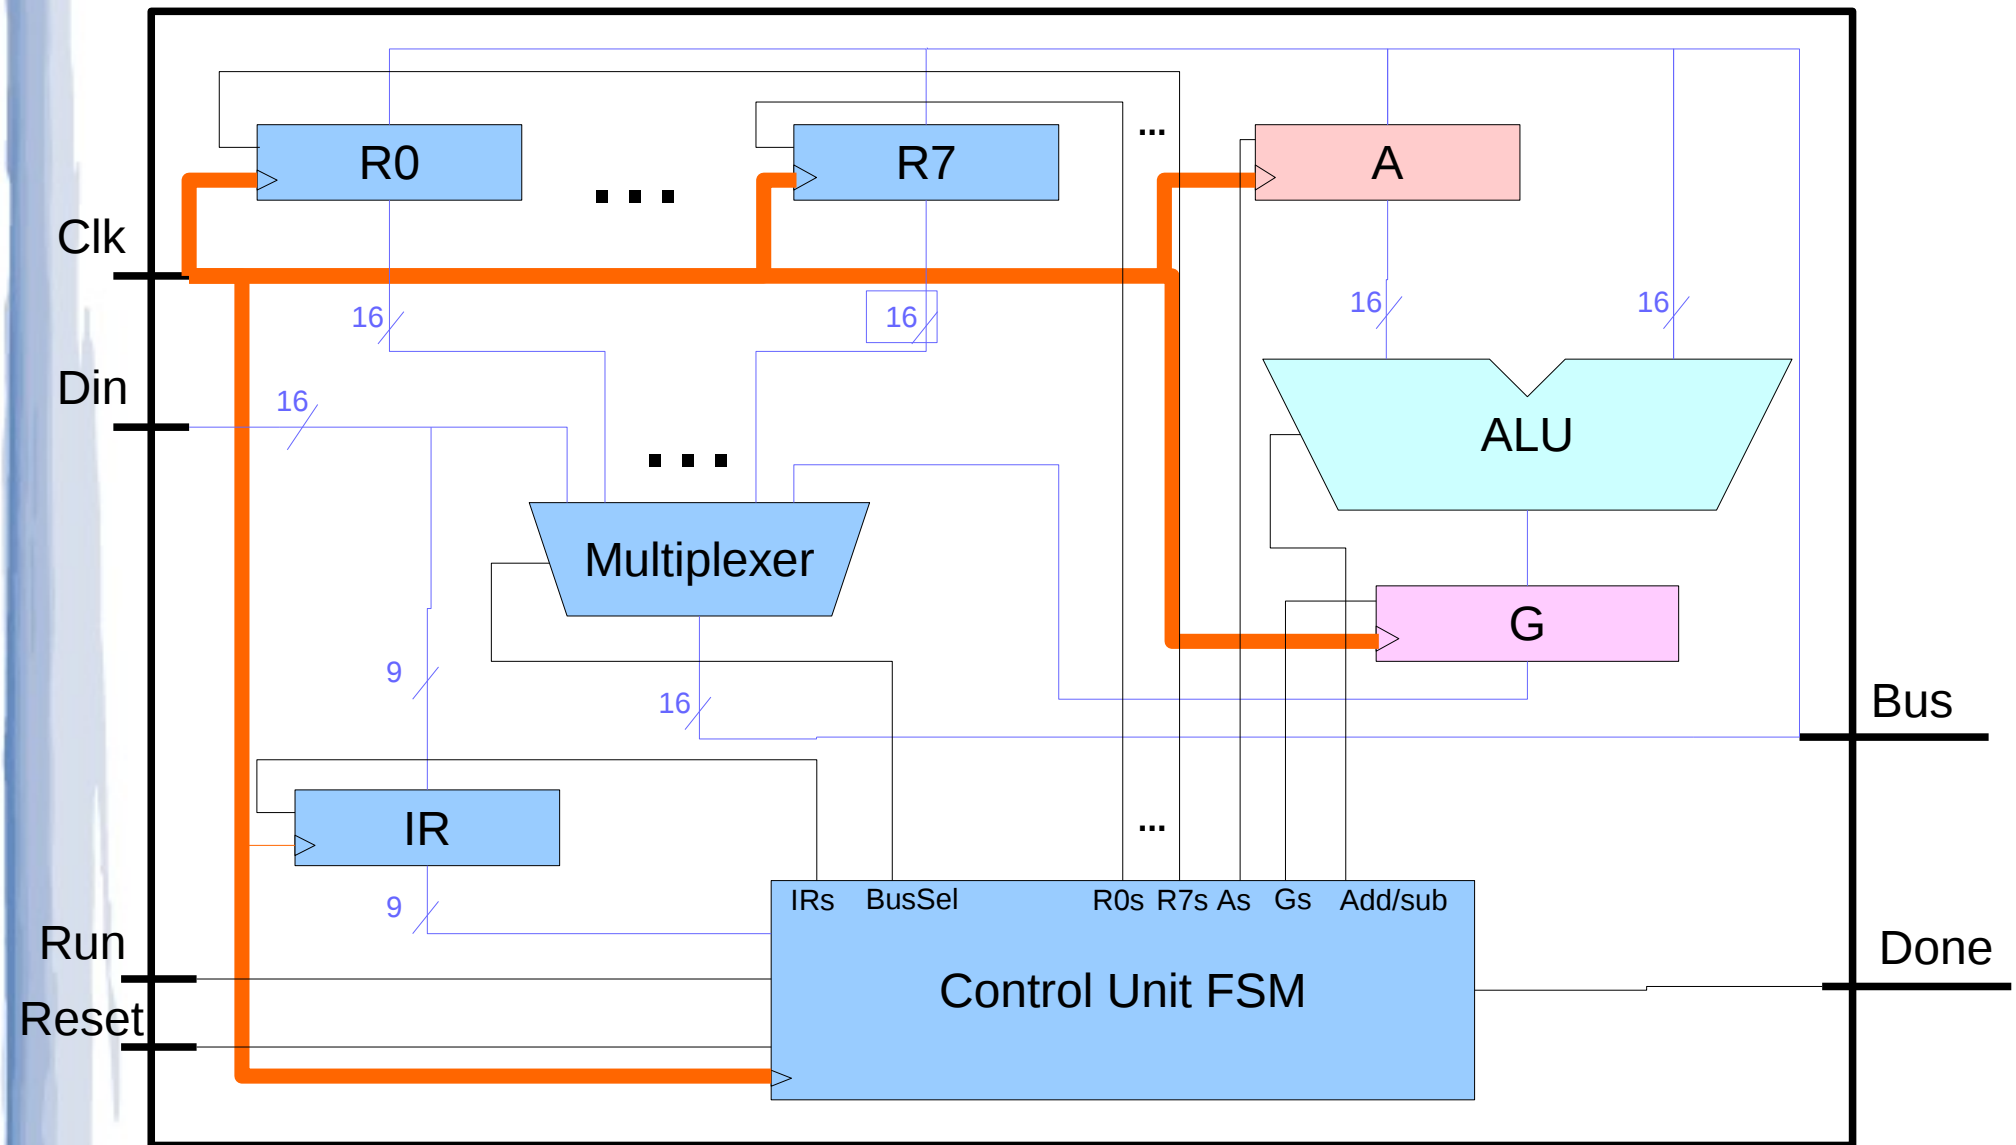 ...
R0
R7
A
. . .
Clk
16
16
16
16
Din
16
ALU
. . .
Multiplexer
G
9
16
Bus
...
IR
IRs BusSel R0s R7s As Gs Add/sub
9
Run
Done
Control Unit FSM
Reset